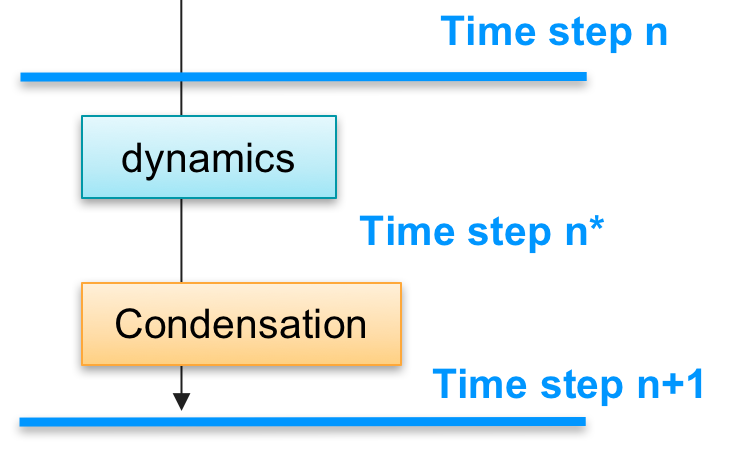 Time step n
dynamics
Time step n*
Condensation
Time step n+1